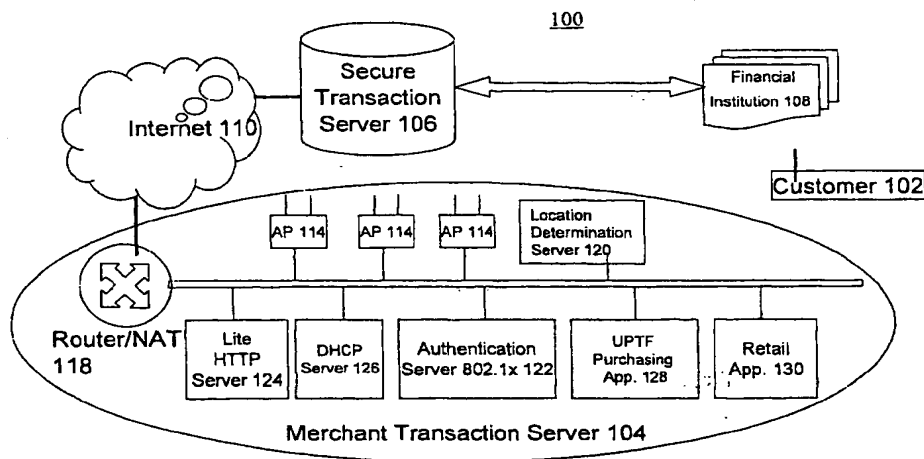 100
Secure
Transaction
Server 106
Financial
Institution 108
Internet 110
Customer 102
AP 114
AP 114
AP 114
Location
Determination
Server 120
Router/NAT
118
Lite
HTTP
Server 124
DHCP
Server 126
Authentication
Server 802.1x 122
UPTF
Purchasing
App. 128
Retail
App. 130
Merchant Transaction Server 104